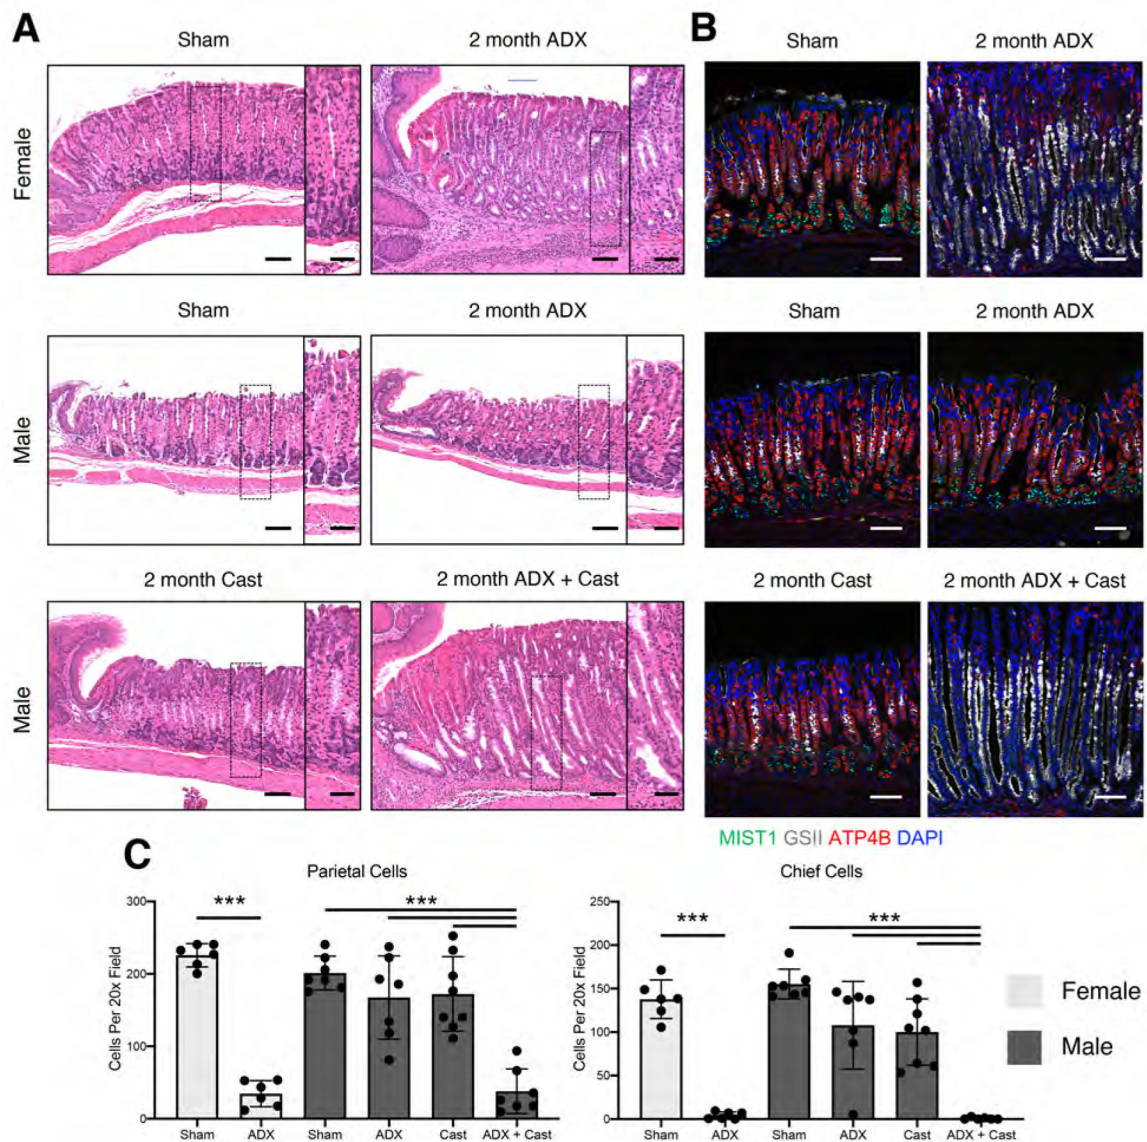 A
B
Sham
2 month ADX
Sham
2 month ADX
Female
Sham
2 month ADX
Sham
2 month ADX
Male
2 month Cast
2 month ADX + Cast
2 month Cast
2 month ADX + Cast
Male
MIST1 GSII ATP4B DAPI
C
Parietal Cells
Cells Per 20x Field
300
200
100
0
***
***
Sham
ADX
Sham
ADX
Cast
ADX + Cast
Chief Cells
Cells Per 20x Field
250
200
150
100
50
0
***
***
Sham
ADX
Sham
ADX
Cast
ADX + Cast
Female
Male